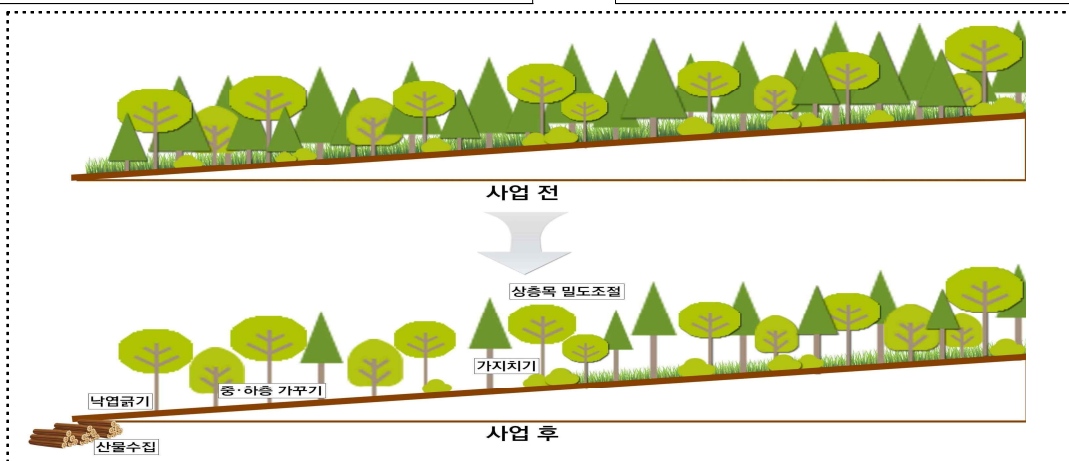 사업 전
상층목 밀도조절
가지치기
중·하층 가꾸기
낙엽긁기
사업 후
산물수집